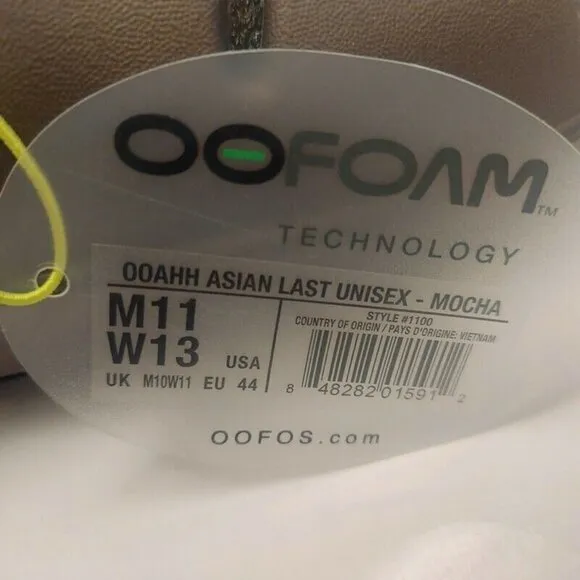 OOFOAM™
TECHNOLOGY
OOAHH ASIAN LAST UNISEX - MOCHA
M11
W13 USA
UK M10W11 EU 44
STYLE #1100
COUNTRY OF ORIGIN / PAYS D'ORIGINE: VIETNAM
8 48282 01591 2
OOFOS.com